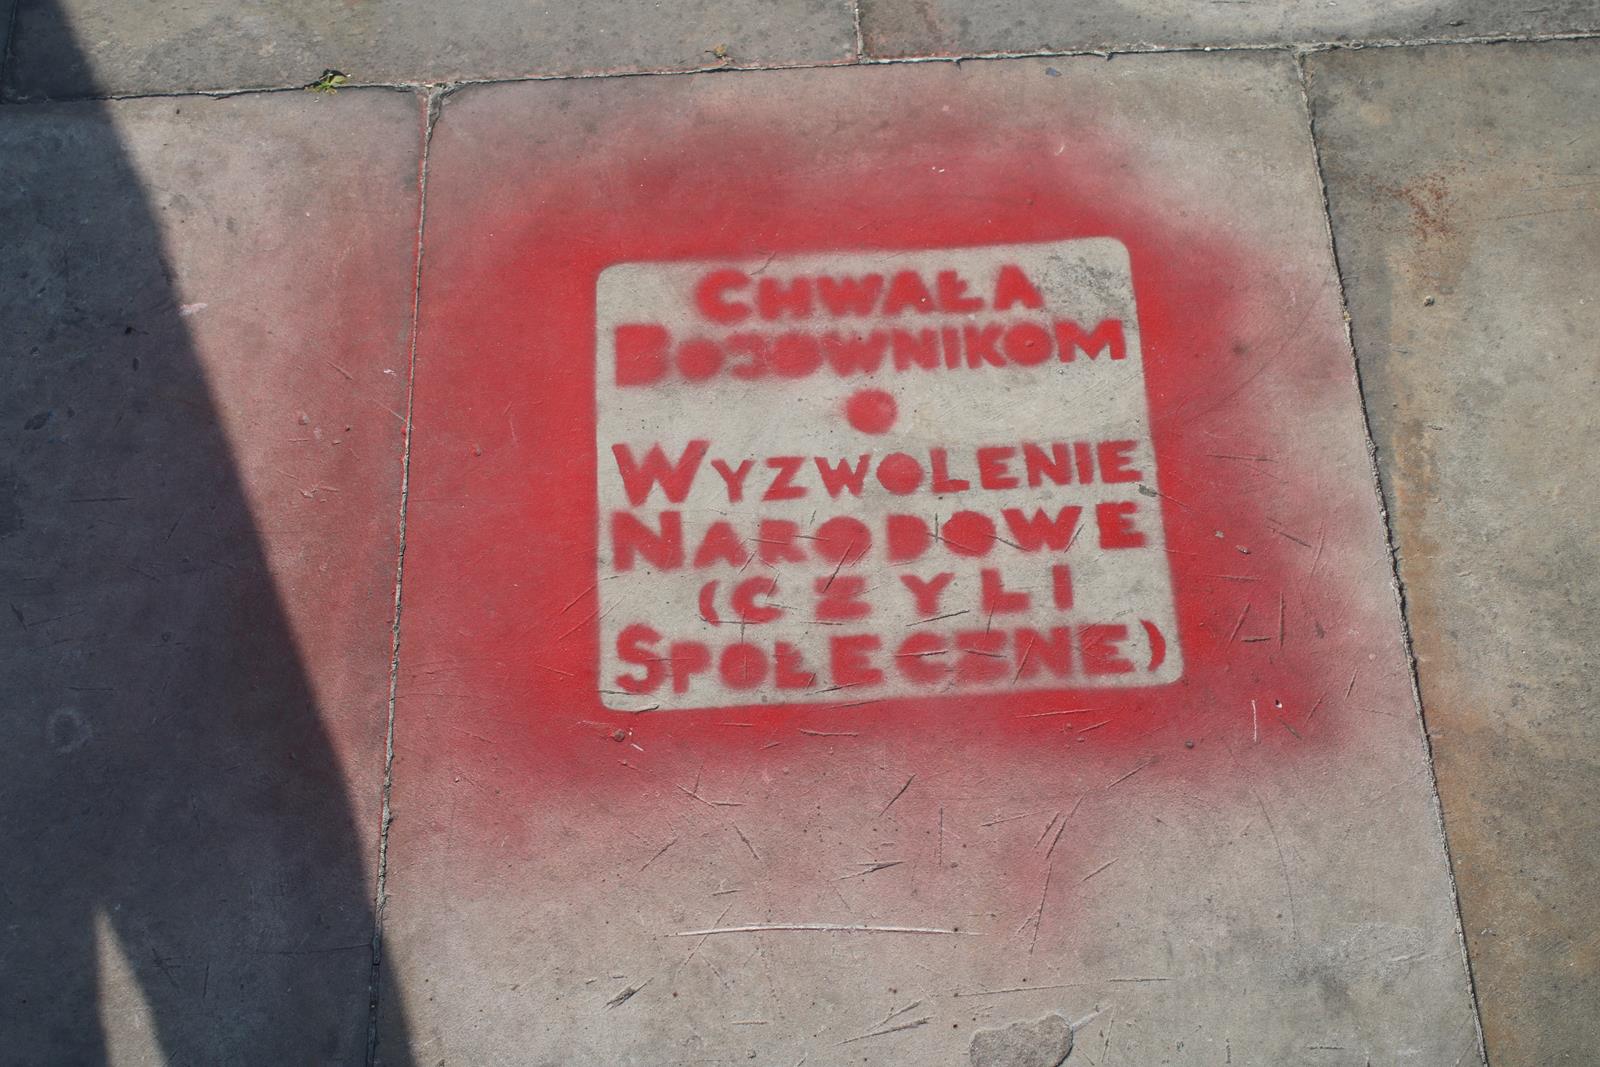 CHWAŁA
BOJOWNIKOM
O
WYZWOLENIE
NARODOWE
(CZYLI
SPOŁECZNE)